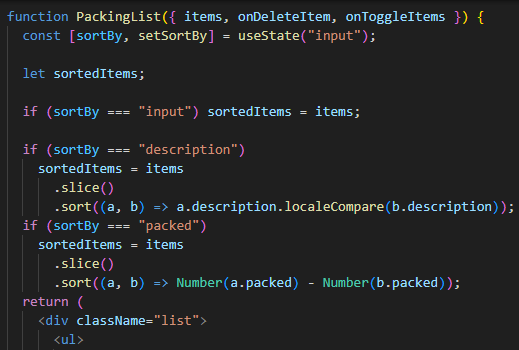 function PackingList({ items, onDeleteItem, onToggleItems }) {
const [sortBy, setSortBy] = useState("input");
let sortedItems;
if (sortBy === "input") sortedItems = items;
if (sortBy === "description")
sortedItems = items
.slice()
.sort((a, b) => a.description.localeCompare(b.description));
if (sortBy === "packed")
sortedItems = items
.slice()
.sort((a, b) => Number(a.packed) - Number(b.packed));
return (
<div className="list">
<ul>